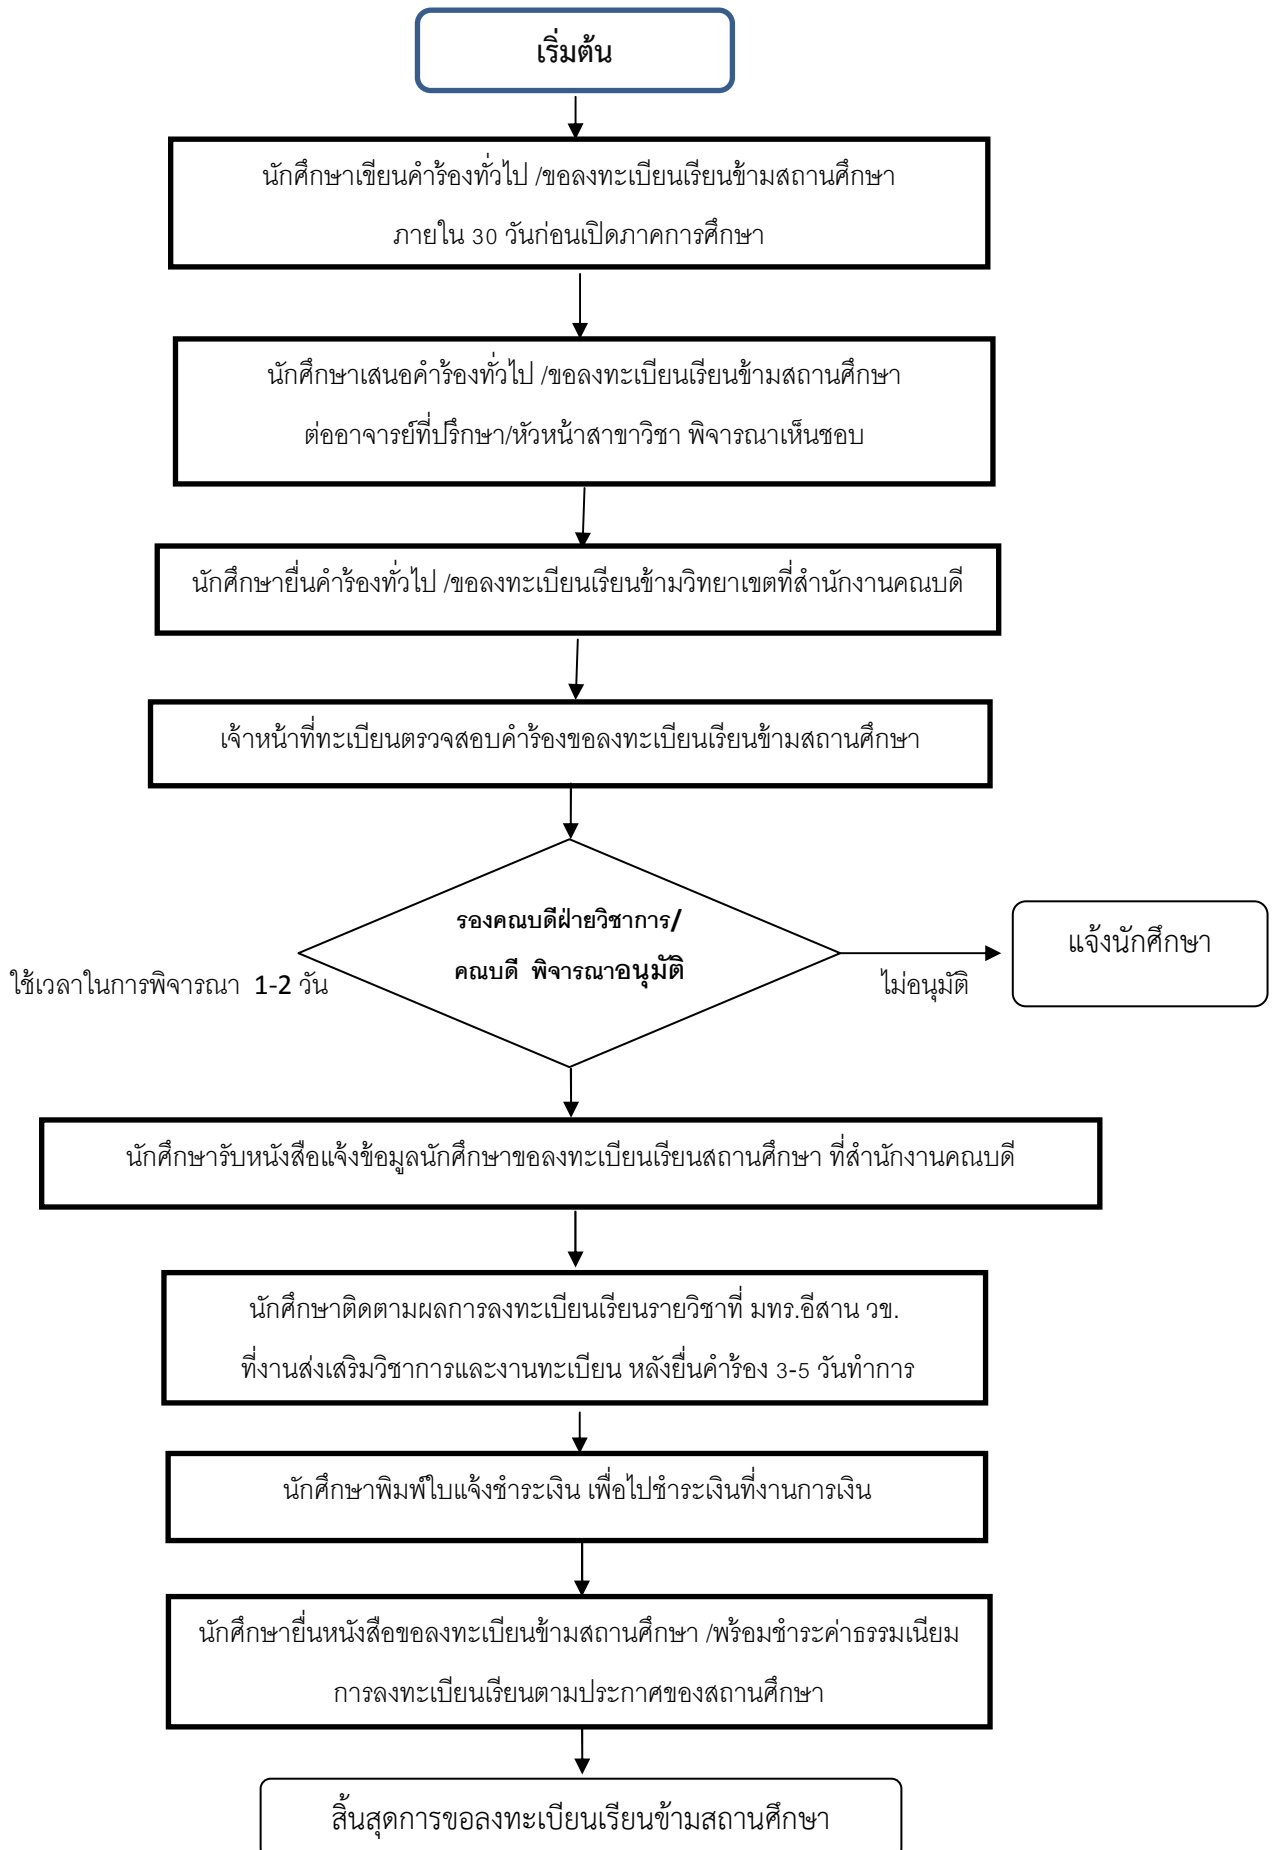 เริ่มต้น
นักศึกษาเขียนคำร้องทั่วไป /ขอลงทะเบียนเรียนข้ามสถานศึกษา
ภายใน 30 วันก่อนเปิดภาคการศึกษา
นักศึกษาเสนอคำร้องทั่วไป /ขอลงทะเบียนเรียนข้ามสถานศึกษา
ต่ออาจารย์ที่ปรึกษา/หัวหน้าสาขาวิชา พิจารณาเห็นชอบ
นักศึกษายื่นคำร้องทั่วไป /ขอลงทะเบียนเรียนข้ามวิทยาเขตที่สำนักงานคณบดี
เจ้าหน้าที่ทะเบียนตรวจสอบคำร้องขอลงทะเบียนเรียนข้ามสถานศึกษา
รองคณบดีฝ่ายวิชาการ/
คณบดี พิจารณาอนุมัติ
ใช้เวลาในการพิจารณา 1-2 วัน
ไม่อนุมัติ
แจ้งนักศึกษา
นักศึกษารับหนังสือแจ้งข้อมูลนักศึกษาขอลงทะเบียนเรียนสถานศึกษา ที่สำนักงานคณบดี
นักศึกษาติดตามผลการลงทะเบียนเรียนรายวิชาที่ มทร.อีสาน วข.
ที่งานส่งเสริมวิชาการและงานทะเบียน หลังยื่นคำร้อง 3-5 วันทำการ
นักศึกษาพิมพ์ใบแจ้งชำระเงิน เพื่อไปชำระเงินที่งานการเงิน
นักศึกษายื่นหนังสือขอลงทะเบียนข้ามสถานศึกษา /พร้อมชำระค่าธรรมเนียม
การลงทะเบียนเรียนตามประกาศของสถานศึกษา
สิ้นสุดการขอลงทะเบียนเรียนข้ามสถานศึกษา